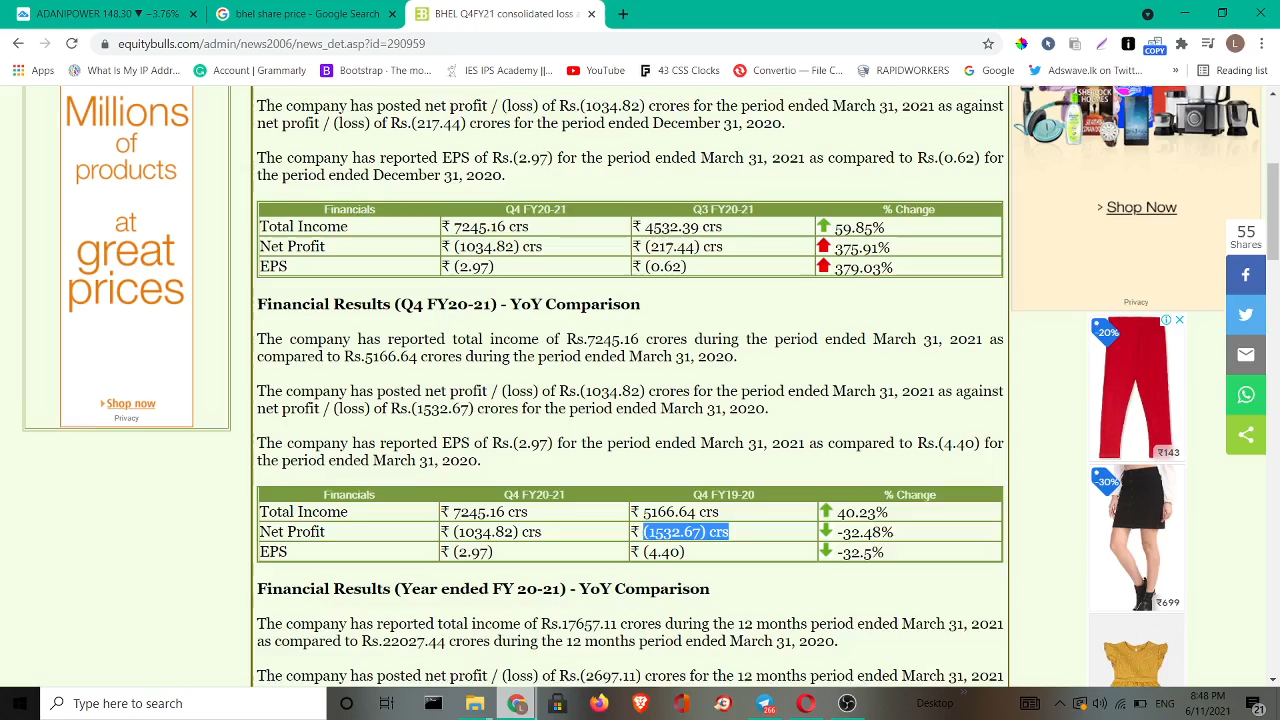 ADANIPOWER 148.30 ▼ −3.76%
bhel share price - Google Search
BHEL Q4FY21 consolidated loss a
equitybulls.com/admin/news2006/news_det.asp?id=290959
COPY
L
Apps
What Is My IP Addr...
Account | Grammarly
Bootstrap · The mo...
IES IPS Academy ||...
YouTube
43 CSS Clocks
Convertio — File C...
RAPIDWORKERS
Google
Adswave.lk on Twitt...
»
Reading list
Millions
of
products
at
great
prices
Shop now
Privacy
The company has posted net profit / (loss) of Rs.(1034.82) crores for the period ended March 31, 2021 as against
net profit / (loss) of Rs.(217.44) crores for the period ended December 31, 2020.
The company has reported EPS of Rs.(2.97) for the period ended March 31, 2021 as compared to Rs.(0.62) for
the period ended December 31, 2020.
Financials Q4 FY20-21 Q3 FY20-21 % Change
Total Income ₹ 7245.16 crs ₹ 4532.39 crs 59.85%
Net Profit ₹ (1034.82) crs ₹ (217.44) crs 375.91%
EPS ₹ (2.97) ₹ (0.62) 379.03%
Financial Results (Q4 FY20-21) - YoY Comparison
The company has reported total income of Rs.7245.16 crores during the period ended March 31, 2021 as
compared to Rs.5166.64 crores during the period ended March 31, 2020.
The company has posted net profit / (loss) of Rs.(1034.82) crores for the period ended March 31, 2021 as against
net profit / (loss) of Rs.(1532.67) crores for the period ended March 31, 2020.
The company has reported EPS of Rs.(2.97) for the period ended March 31, 2021 as compared to Rs.(4.40) for
the period ended March 31, 2020.
Financials Q4 FY20-21 Q4 FY19-20 % Change
Total Income ₹ 7245.16 crs ₹ 5166.64 crs 40.23%
Net Profit ₹ (1034.82) crs ₹ (1532.67) crs -32.48%
EPS ₹ (2.97) ₹ (4.40) -32.5%
Financial Results (Year ended FY 20-21) - YoY Comparison
The company has reported total income of Rs.17657.11 crores during the 12 months period ended March 31, 2021
as compared to Rs.22027.44 crores during the 12 months period ended March 31, 2020.
The company has posted net profit / (loss) of Rs.(2697.11) crores for the 12 months period ended March 31, 2021
SHERLOCK
HOLMES
> Shop Now
Privacy
-20%
₹143
-30%
₹699
55
Shares
Type here to search
266
Desktop
ENG
8:48 PM
6/11/2021
21